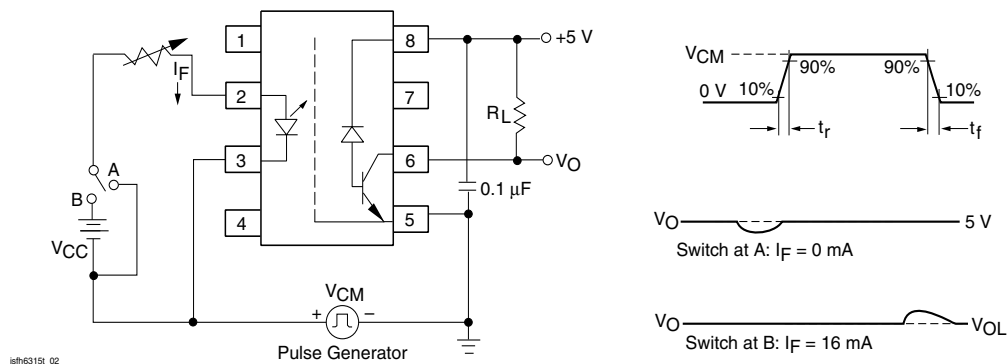 1
8
+5 V
IF
2
7
RL
3
6
VO
A
B
4
5
0.1 µF
VCC
VCM
+
−
Pulse Generator
isfh6315t_02
VCM
90%
90%
0 V
10%
10%
tr
tf
VO
5 V
Switch at A: IF = 0 mA
VO
VOL
Switch at B: IF = 16 mA